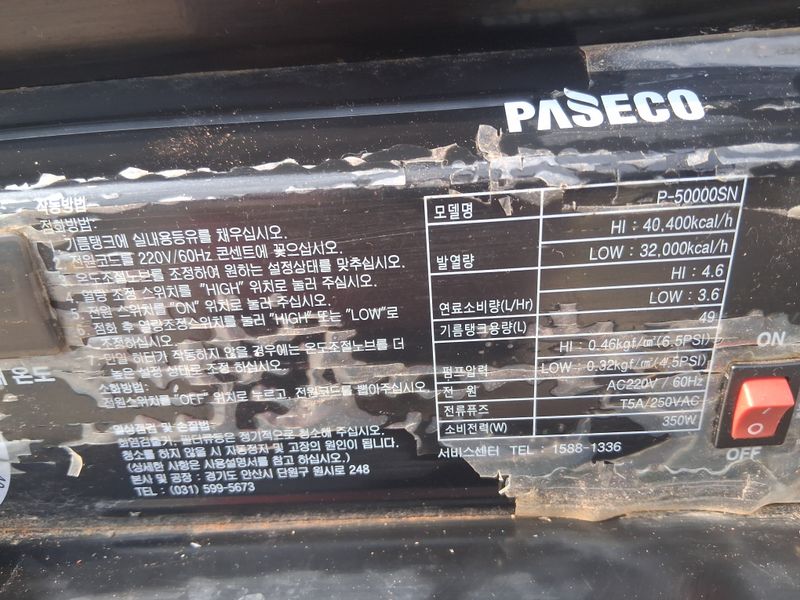 PASECO
작동방법:
점화방법:
기름탱크에 실내용등유를 채우십시오.
전원코드를 220V/60Hz 콘센트에 꽂으십시오.
온도조절노브를 조정하여 원하는 설정상태를 맞추십시오.
4. 열량 조정 스위치를 "HIGH" 위치로 눌러 주십시오.
5. 전원 스위치를 "ON" 위치로 눌러 주십시오.
6. 점화 후 열량조정스위치를 눌러 "HIGH" 또는 "LOW"로
조정하십시오.
7. 만일 하단가 작동하지 않을 경우에는 온도조절노브를 더
높은 설정 상태로 조정 하십시오.
소화방법:
전원스위치를 "OFF" 위치로 누르고, 전원코드를 뽑아주십시오
일상점검 및 손질법:
화염검출기, 필터류등은 정기적으로 청소해 주십시오.
청소를 하지 않을 시 자동정지 및 고장의 원인이 됩니다.
(상세한 사항은 사용설명서를 참고 하십시오.)
본사 및 공장 : 경기도 안산시 단원구 원시로 248
TEL : (031) 599-5673
온도
모델명 P-50000SN
발열량 HI : 40,400kcal/h
LOW : 32,000kcal/h
연료소비량(L/Hr) HI : 4.6
LOW : 3.6
기름탱크용량(L) 49
펌프압력 HI : 0.46kgf/㎠(6.5PSI)
LOW : 0.32kgf/㎠(4.5PSI)
전 원 AC220V / 60Hz
전류퓨즈 T5A/250VAC
소비전력(W) 350W
서비스센터 TEL : 1588-1336
ON
OFF